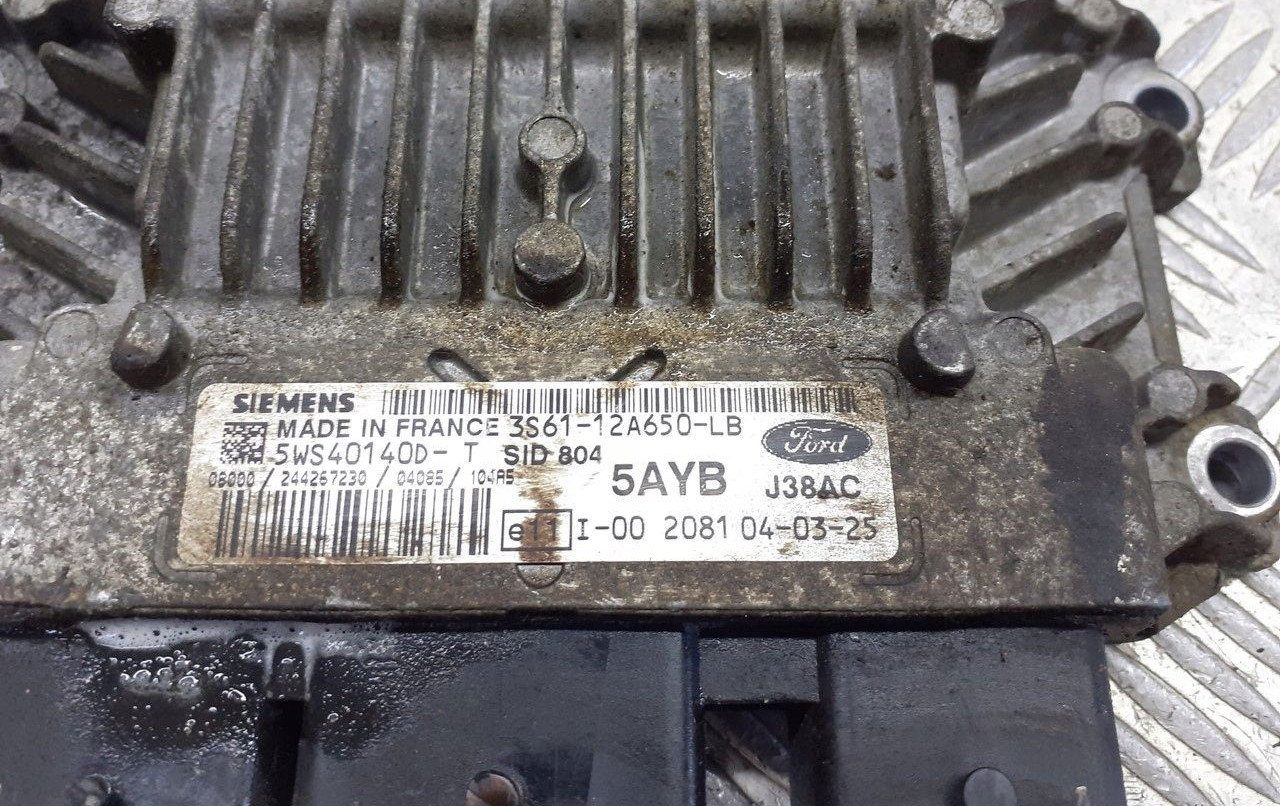 SIEMENS
MADE IN FRANCE 3S61-12A650-LB
Ford
5WS40140D- T SID 804
08000 / 244267230 / 04085 / 104A5
5AYB J38AC
e11 I-00 2081 04-03-25